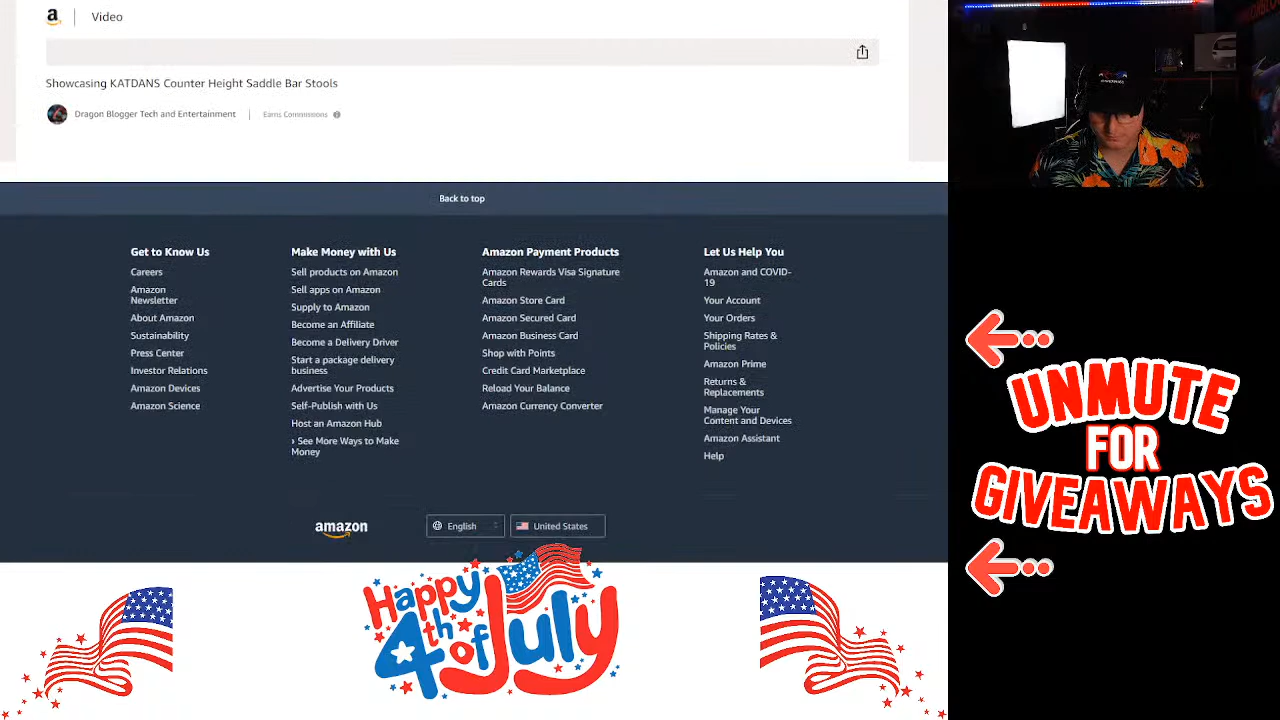 a
Video
Showcasing KATDANS Counter Height Saddle Bar Stools
Dragon Blogger Tech and Entertainment
Earns Commissions
Back to top
Get to Know Us
Careers
Amazon
Newsletter
About Amazon
Sustainability
Press Center
Investor Relations
Amazon Devices
Amazon Science
Make Money with Us
Sell products on Amazon
Sell apps on Amazon
Supply to Amazon
Become an Affiliate
Become a Delivery Driver
Start a package delivery
business
Advertise Your Products
Self-Publish with Us
Host an Amazon Hub
› See More Ways to Make
Money
Amazon Payment Products
Amazon Rewards Visa Signature
Cards
Amazon Store Card
Amazon Secured Card
Amazon Business Card
Shop with Points
Credit Card Marketplace
Reload Your Balance
Amazon Currency Converter
Let Us Help You
Amazon and COVID-
19
Your Account
Your Orders
Shipping Rates &
Policies
Amazon Prime
Returns &
Replacements
Manage Your
Content and Devices
Amazon Assistant
Help
amazon
English
United States
Happy
4th of July
UNMUTE
FOR
GIVEAWAYS